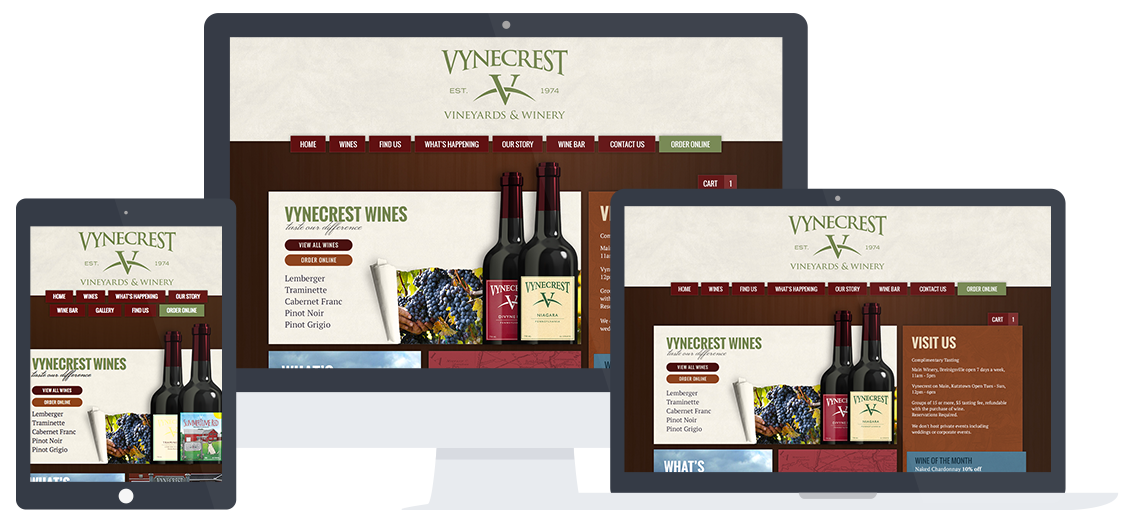 VYNECREST
EST. 1974
VINEYARDS & WINERY
HOME WINES FIND US WHAT'S HAPPENING OUR STORY WINE BAR CONTACT US ORDER ONLINE
CART 1
VYNECREST WINES
taste our difference
VIEW ALL WINES
ORDER ONLINE
Lemberger
Traminette
Cabernet Franc
Pinot Noir
Pinot Grigio
VYNECREST
NIAGARA
WHAT'S
VYNECREST
EST. 1974
VINEYARDS & WINERY
HOME WINES WHAT'S HAPPENING OUR STORY
WINE BAR GALLERY FIND US ORDER ONLINE
VYNECREST WINES
taste our difference
VIEW ALL WINES
ORDER ONLINE
Lemberger
Traminette
Cabernet Franc
Pinot Noir
Pinot Grigio
WHAT'S
VYNECREST
VYNECREST
EST. 1974
VINEYARDS & WINERY
HOME WINES FIND US WHAT'S HAPPENING OUR STORY WINE BAR CONTACT US ORDER ONLINE
CART 1
VYNECREST WINES
taste our difference
VIEW ALL WINES
ORDER ONLINE
Lemberger
Traminette
Cabernet Franc
Pinot Noir
Pinot Grigio
VYNECREST
WHAT'S
VISIT US
Complimentary Tasting
Main Winery, Breinigsville open 7 days a week,
11am - 5pm
Vynecrest on Main, Kutztown Open Tues - Sun,
12pm - 6pm
Groups of 15 or more, $5 tasting fee, refundable
with the purchase of wine.
Reservations Required.
We don't host private events including
weddings or corporate events.
WINE OF THE MONTH
Naked Chardonnay 10% off